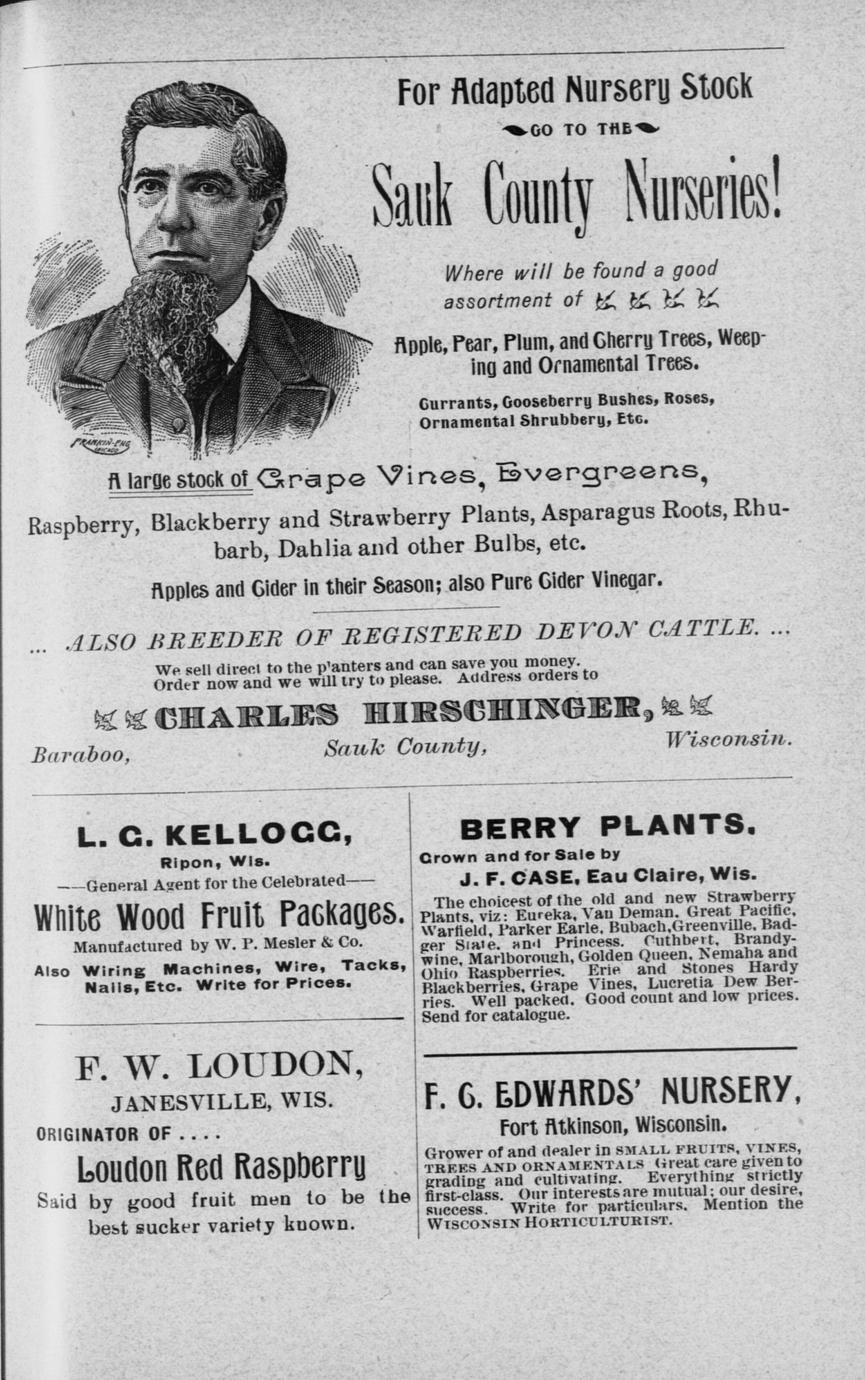 For Adapted Nursery Stock
GO TO THE
Sauk County Nurseries!
Where will be found a good
assortment of
Apple, Pear, Plum, and Cherry Trees, Weep-
ing and Ornamental Trees.
Currants, Gooseberry Bushes, Roses,
Ornamental Shrubbery, Etc.
FRANKLIN-ENG
CHICAGO
A large stock of Grape Vines, Evergreens,
Raspberry, Blackberry and Strawberry Plants, Asparagus Roots, Rhu-
barb, Dahlia and other Bulbs, etc.
Apples and Cider in their Season; also Pure Cider Vinegar.
... ALSO BREEDER OF REGISTERED DEVON CATTLE. ...
We sell direct to the planters and can save you money.
Order now and we will try to please. Address orders to
CHARLES HIRSCHINGER,
Baraboo, Sauk County, Wisconsin.
L. G. KELLOGG,
Ripon, Wis.
——General Agent for the Celebrated——
White Wood Fruit Packages.
Manufactured by W. P. Mesler & Co.
Also Wiring Machines, Wire, Tacks,
Nails, Etc. Write for Prices.
F. W. LOUDON,
JANESVILLE, WIS.
ORIGINATOR OF ....
Loudon Red Raspberry
Said by good fruit men to be the
best sucker variety known.
BERRY PLANTS.
Grown and for Sale by
J. F. CASE, Eau Claire, Wis.
The choicest of the old and new Strawberry
Plants, viz: Eureka, Van Deman, Great Pacific,
Warfield, Parker Earle, Bubach, Greenville, Bad-
ger State, and Princess. Cuthbert, Brandy-
wine, Marlborough, Golden Queen, Nemaha and
Ohio Raspberries. Erie and Stones Hardy
Blackberries, Grape Vines, Lucretia Dew Ber-
ries. Well packed. Good count and low prices.
Send for catalogue.
F. C. EDWARDS' NURSERY,
Fort Atkinson, Wisconsin.
Grower of and dealer in SMALL FRUITS, VINES,
TREES AND ORNAMENTALS Great care given to
grading and cultivating. Everything strictly
first-class. Our interests are mutual; our desire,
success. Write for particulars. Mention the
WISCONSIN HORTICULTURIST.